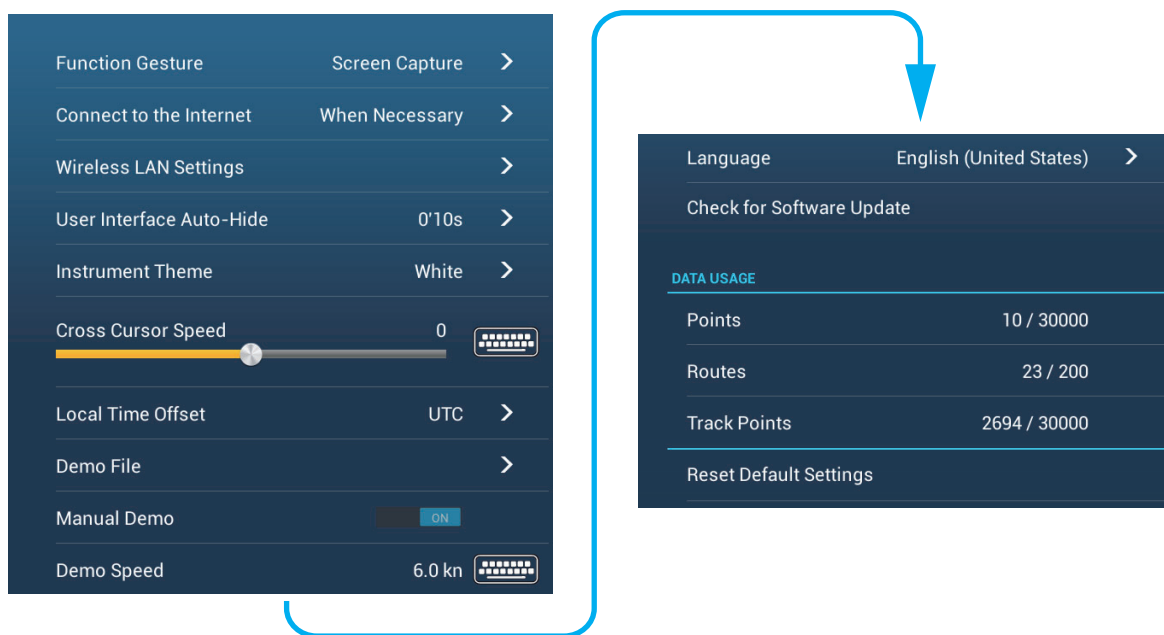 Function Gesture Screen Capture
Connect to the Internet When Necessary
Wireless LAN Settings
User Interface Auto-Hide 0'10s
Instrument Theme White
Cross Cursor Speed 0
Local Time Offset UTC
Demo File
Manual Demo ON
Demo Speed 6.0 kn
Language English (United States)
Check for Software Update
DATA USAGE
Points 10 / 30000
Routes 23 / 200
Track Points 2694 / 30000
Reset Default Settings